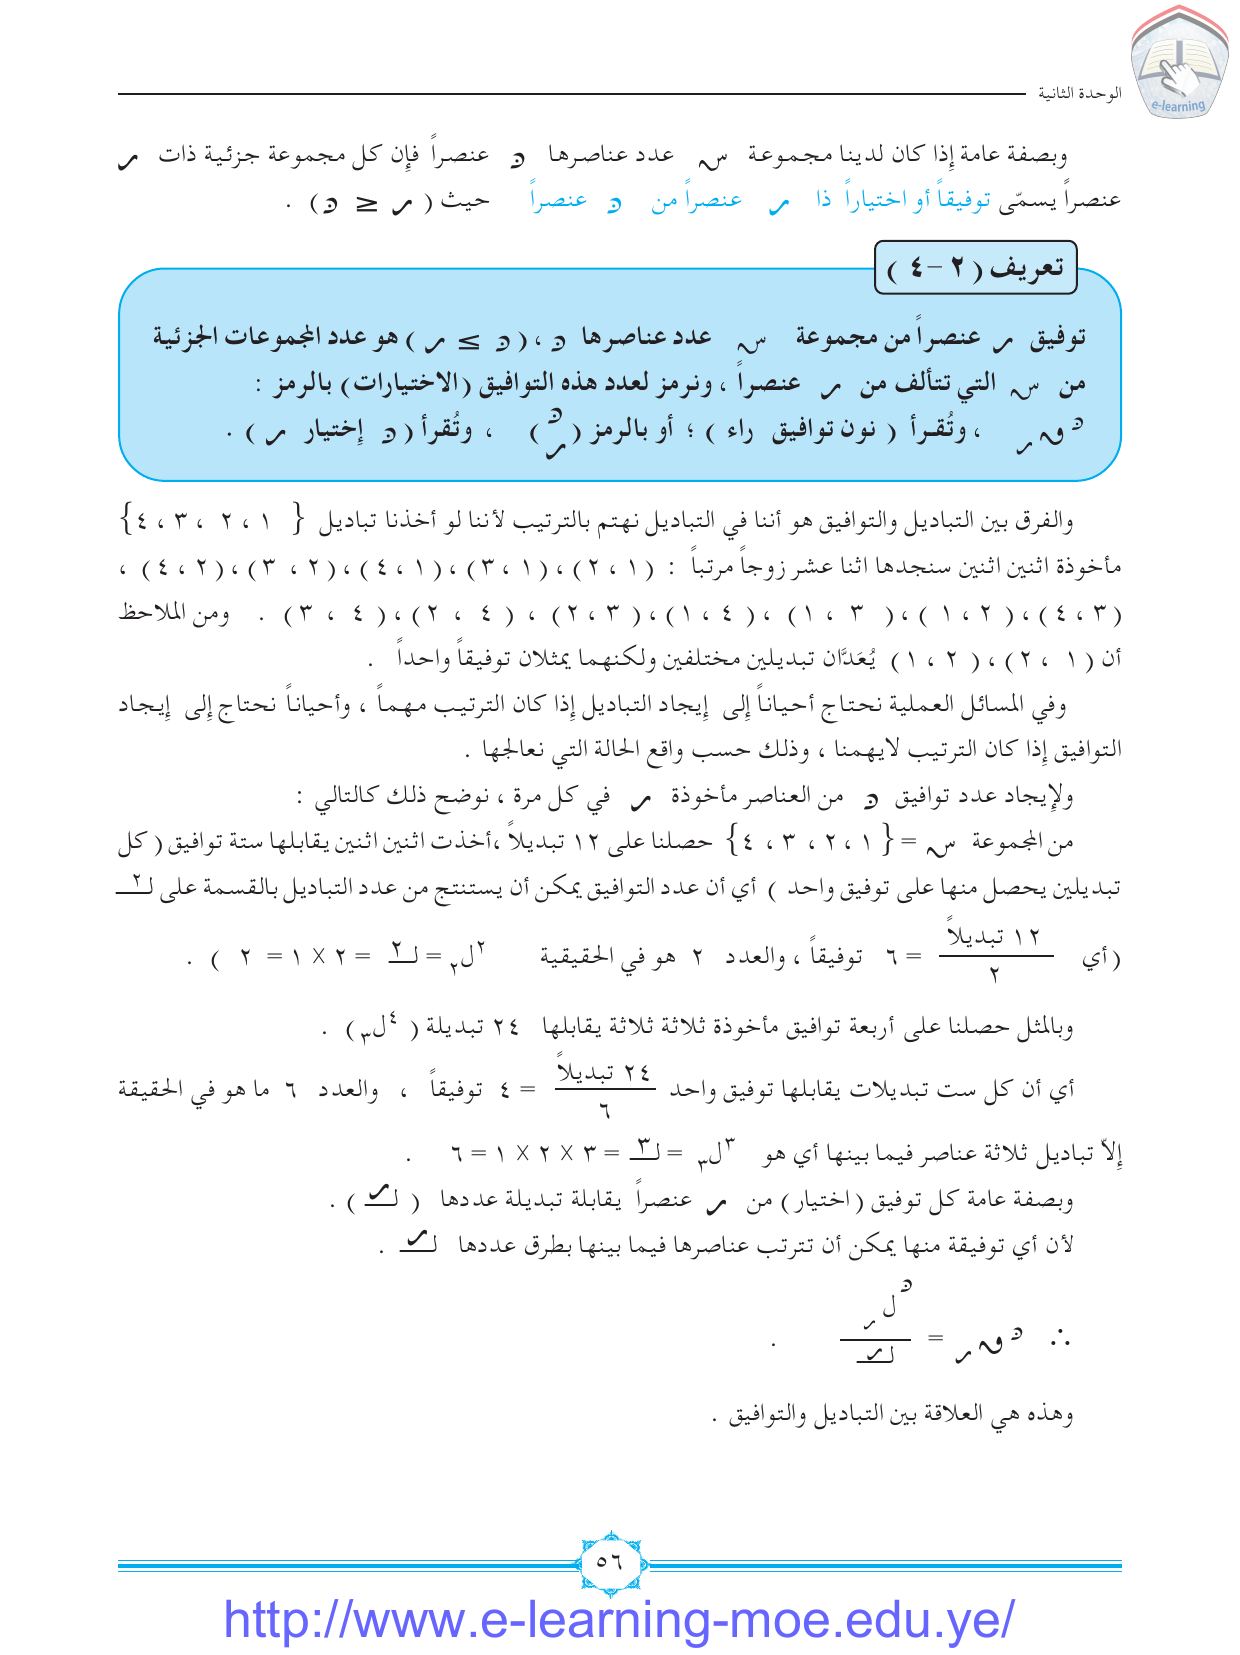 e-learning
الوحدة الثانية
وبصفة عامة إذا كان لدينا مجموعة س عدد عناصرها ن عنصراً فإن كل مجموعة جزئية ذات ر
عنصراً يسمّى توفيقاً أو اختياراً ذا ر عنصراً من ن عنصراً حيث ( ر ≤ ن ) .
تعريف ( ٢ - ٤ )
توفيق ر عنصراً من مجموعة س عدد عناصرها ن ، ( ن ≥ ر ) هو عدد المجموعات الجزئية
من س التي تتألف من ر عنصراً ، ونرمز لعدد هذه التوافيق (الاختيارات) بالرمز :
ن ق ر ، وتُقـرأ ( نون توافيق راء ) ؛ أو بالرمز ( ن ر ) ، وتُقرأ ( ن إختيار ر ) .
والفرق بين التباديل والتوافيق هو أننا في التباديل نهتم بالترتيب لأننا لو أخذنا تباديل { ١ ، ٢ ، ٣ ، ٤ }
مأخوذة اثنين اثنين سنجدها اثنا عشر زوجاً مرتباً : ( ١ ، ٢ ) ، ( ١ ، ٣ ) ، ( ١ ، ٤ ) ، ( ٢ ، ٣ ) ، ( ٢ ، ٤ ) ،
( ٣ ، ٤ ) ، ( ٢ ، ١ ) ، ( ٣ ، ١ ) ، ( ٤ ، ١ ) ، ( ٣ ، ٢ ) ، ( ٤ ، ٢ ) ، ( ٤ ، ٣ ) . ومن الملاحظ
أن ( ١ ، ٢ ) ، ( ٢ ، ١ ) يُعَدَّان تبديلين مختلفين ولكنهما يمثلان توفيقاً واحداً .
وفي المسائل العملية نحتاج أحياناً إلى إيجاد التباديل إذا كان الترتيب مهماً ، وأحياناً نحتاج إلى إيجاد
التوافيق إذا كان الترتيب لايهمنا ، وذلك حسب واقع الحالة التي نعالجها .
ولإيجاد عدد توافيق ن من العناصر مأخوذة ر في كل مرة ، نوضح ذلك كالتالي :
من المجموعة س = { ١ ، ٢ ، ٣ ، ٤ } حصلنا على ١٢ تبديلاً ،أخذت اثنين اثنين يقابلها ستة توافيق ( كل
تبديلين يحصل منها على توفيق واحد ) أي أن عدد التوافيق يمكن أن يستنتج من عدد التباديل بالقسمة على لـ٢
( أي ١٢ تبديلاً / ٢ = ٦ توفيقاً ، والعدد ٢ هو في الحقيقية ٢ل٢ = لـ٢ = ٢ × ١ = ٢ ) .
وبالمثل حصلنا على أربعة توافيق مأخوذة ثلاثة ثلاثة يقابلها ٢٤ تبديلة ( ٤ل٣ ) .
أي أن كل ست تبديلات يقابلها توفيق واحد ٢٤ تبديلاً / ٦ = ٤ توفيقاً ، والعدد ٦ ما هو في الحقيقة
إلاّ تباديل ثلاثة عناصر فيما بينها أي هو ٣ل٣ = لـ٣ = ٣ × ٢ × ١ = ٦ .
وبصفة عامة كل توفيق ( اختيار ) من ر عنصراً يقابلة تبديلة عددها ( لـر ) .
لأن أي توفيقة منها يمكن أن تترتب عناصرها فيما بينها بطرق عددها لـر .
∴ ن ق ر = ن ل ر / لـر .
وهذه هي العلاقة بين التباديل والتوافيق .
٥٦
http://www.e-learning-moe.edu.ye/